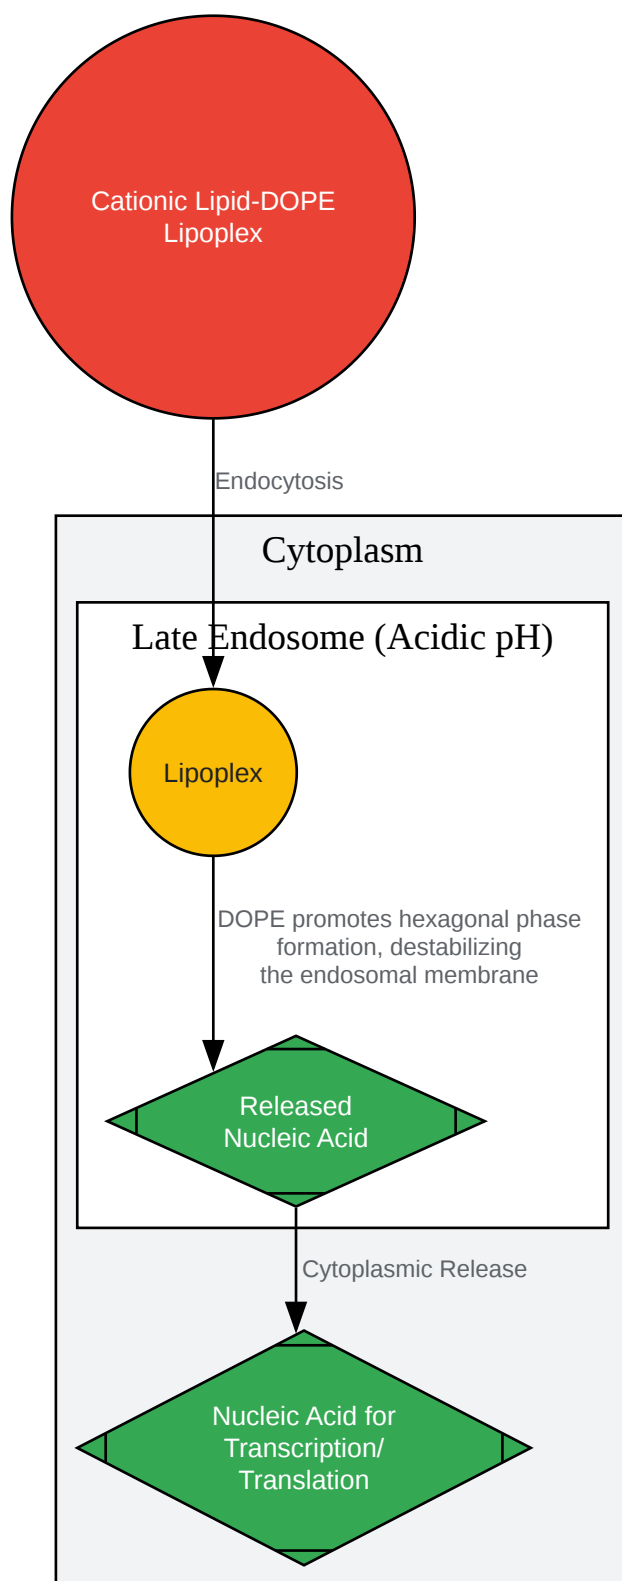 Cationic Lipid-DOPE
Lipoplex
Endocytosis
Cytoplasm
Late Endosome (Acidic pH)
Lipoplex
DOPE promotes hexagonal phase
formation, destabilizing
the endosomal membrane
Released
Nucleic Acid
Cytoplasmic Release
Nucleic Acid for
Transcription/
Translation